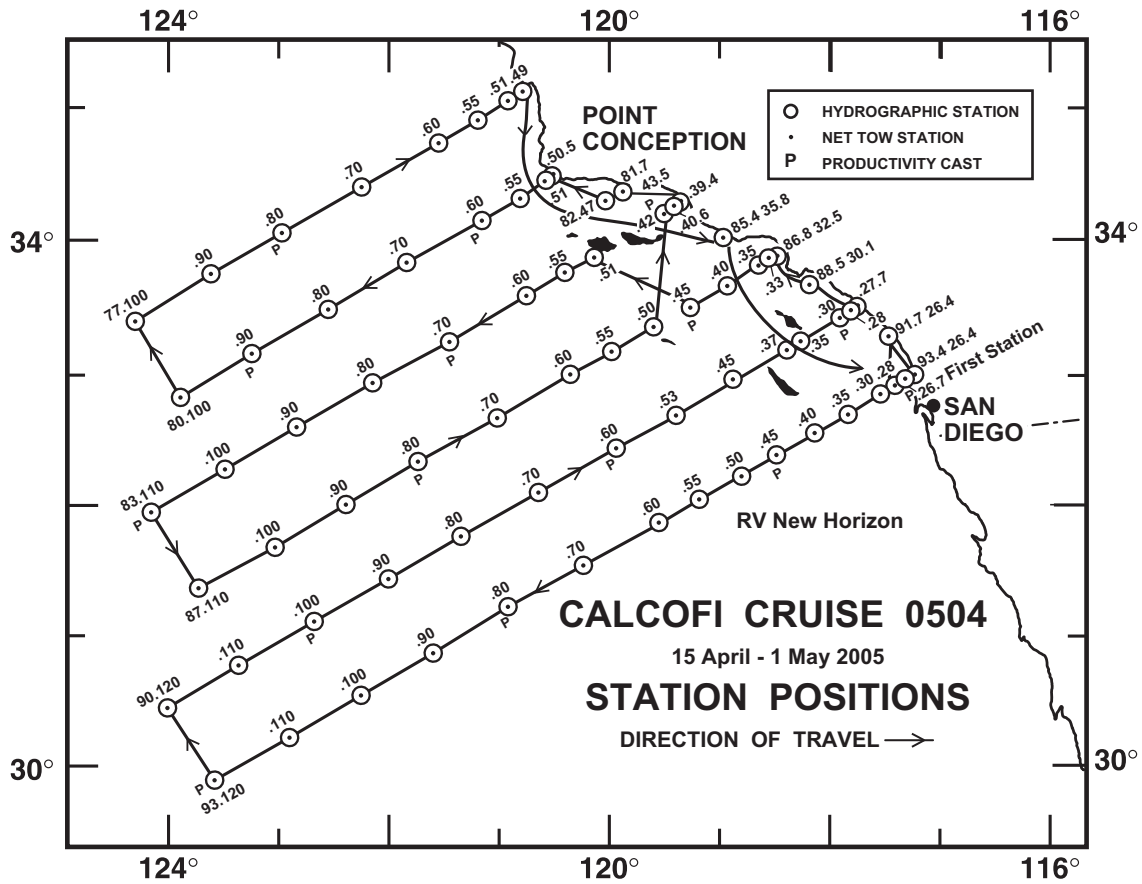 124° 120° 116°
.51 .49
.55
.60
.70
.80
P
.90
77.100
POINT
CONCEPTION
HYDROGRAPHIC STATION
NET TOW STATION
P PRODUCTIVITY CAST
.50.5
.51
.55
.60
P
.70
.80
.90
P
80.100
81.7
43.5
.39.4
P
.42
.40.6
82.47
85.4 35.8
86.8 32.5
.35
.33
.40
.45
P
88.5 30.1
.27.7
.28
.30
P
91.7 26.4
93.4 26.4
First Station
.26.7
P
34° 34°
.51
.55
.60
.70
P
.80
.90
.100
83.110
P
.50
.55
.60
.70
.80
P
.90
.100
87.110
.35
.37
.45
.53
.60
P
.70
.80
.90
.100
P
.110
90.120
.28
.30
.35
.40
.45
P
.50
.55
.60
.70
.80
P
.90
.100
.110
P
93.120
SAN
DIEGO
RV New Horizon
CALCOFI CRUISE 0504
15 April - 1 May 2005
STATION POSITIONS
DIRECTION OF TRAVEL
30° 30°
124° 120° 116°